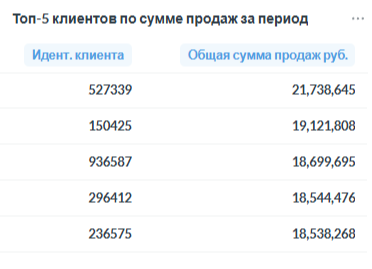 Топ-5 клиентов по сумме продаж за период ...
Идент. клиента Общая сумма продаж руб.
527339 21,738,645
150425 19,121,808
936587 18,699,695
296412 18,544,476
236575 18,538,268